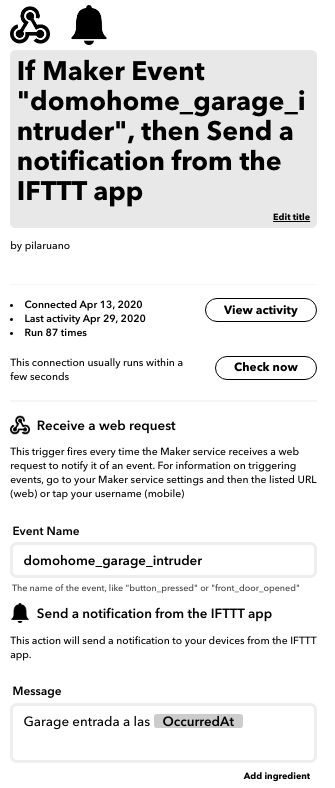 If Maker Event
"domohome_garage_i
ntruder", then Send a
notification from the
IFTTT app
Edit title
by pilaruano
• Connected Apr 13, 2020
• Last activity Apr 29, 2020
• Run 87 times
View activity
This connection usually runs within a
few seconds
Check now
Receive a web request
This trigger fires every time the Maker service receives a web
request to notify it of an event. For information on triggering
events, go to your Maker service settings and then the listed URL
(web) or tap your username (mobile)
Event Name
domohome_garage_intruder
The name of the event, like "button_pressed" or "front_door_opened"
Send a notification from the IFTTT app
This action will send a notification to your devices from the IFTTT
app.
Message
Garage entrada a las OccurredAt
Add ingredient